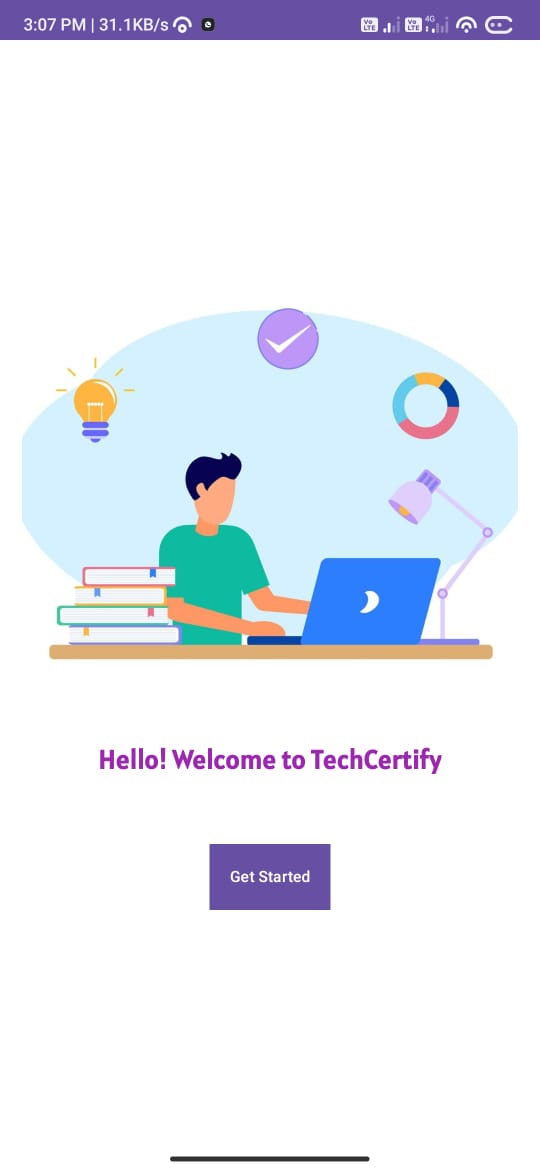 3:07 PM | 31.1KB/s
Vo LTE Vo LTE 4G
Hello! Welcome to TechCertify
Get Started